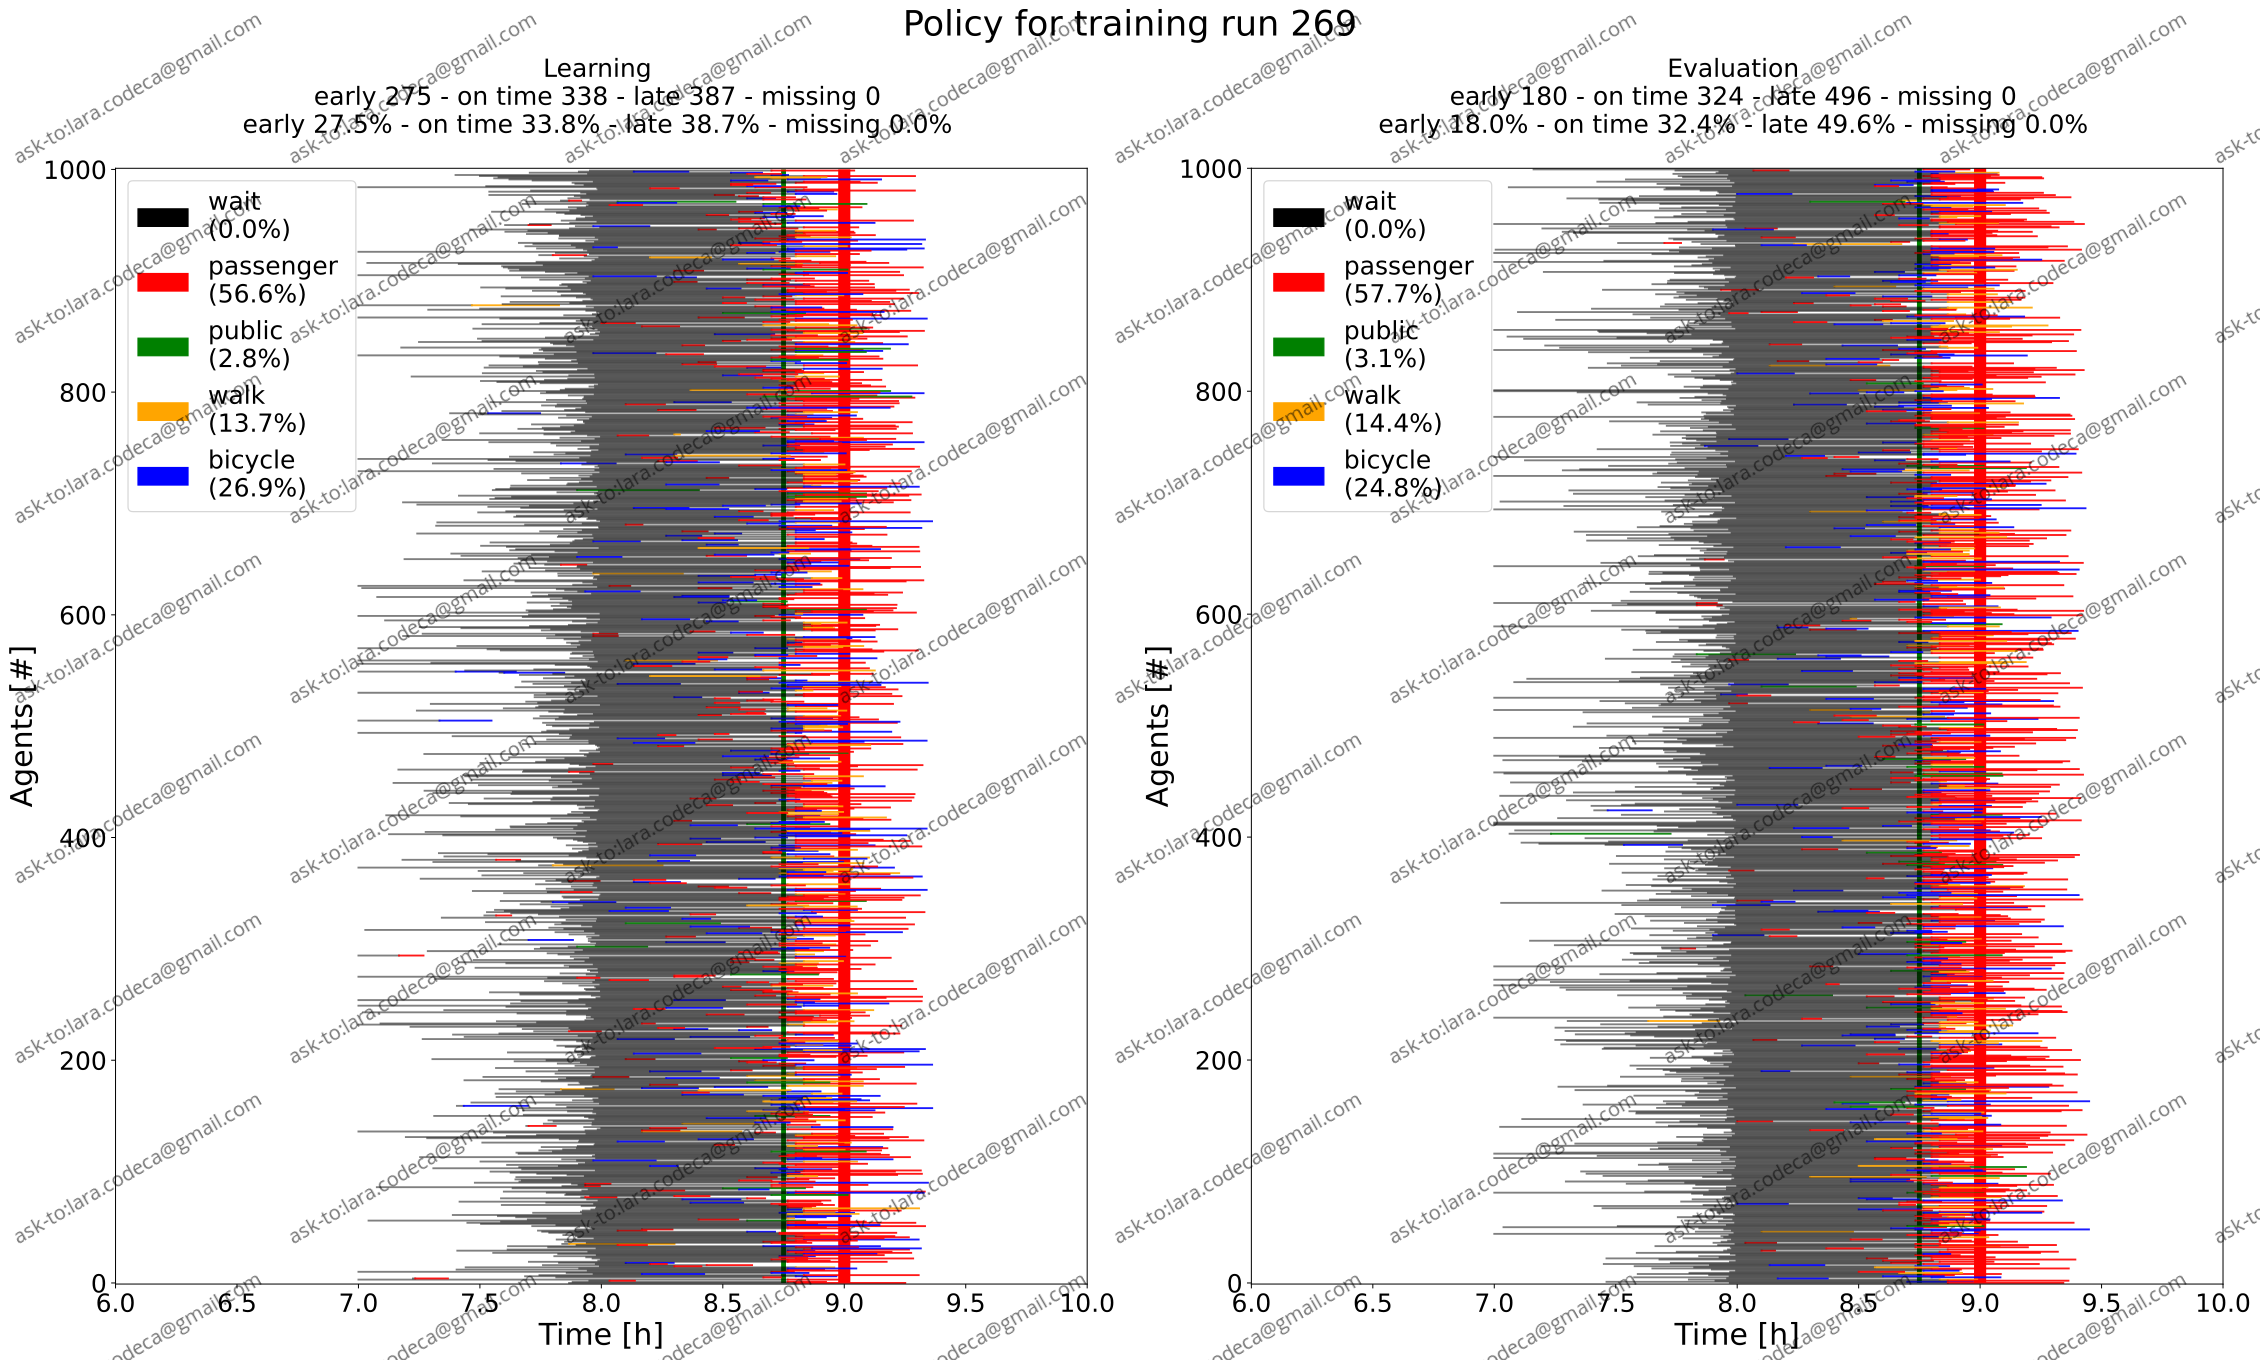 Policy for training run 269
Learning
early 275 - on time 338 - late 387 - missing 0
early 27.5% - on time 33.8% - late 38.7% - missing 0.0%
Agents [#]
1000
800
600
400
200
0
wait
(0.0%)
passenger
(56.6%)
public
(2.8%)
walk
(13.7%)
bicycle
(26.9%)
6.0 6.5 7.0 7.5 8.0 8.5 9.0 9.5 10.0
Time [h]
Evaluation
early 180 - on time 324 - late 496 - missing 0
early 18.0% - on time 32.4% - late 49.6% - missing 0.0%
Agents [#]
1000
800
600
400
200
0
wait
(0.0%)
passenger
(57.7%)
public
(3.1%)
walk
(14.4%)
bicycle
(24.8%)
6.0 6.5 7.0 7.5 8.0 8.5 9.0 9.5 10.0
Time [h]
ask-to:lara.codeca@gmail.com